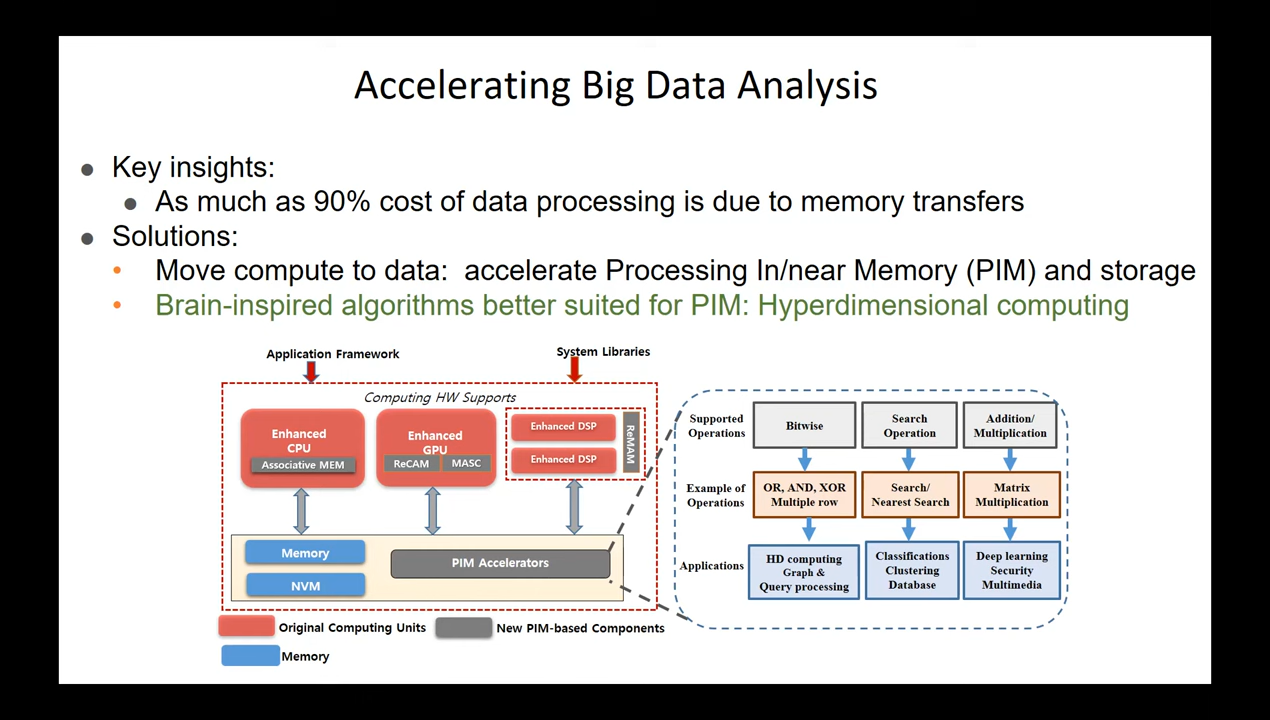 Accelerating Big Data Analysis
Key insights:
As much as 90% cost of data processing is due to memory transfers
Solutions:
Move compute to data: accelerate Processing In/near Memory (PIM) and storage
Brain-inspired algorithms better suited for PIM: Hyperdimensional computing
Application Framework
System Libraries
Computing HW Supports
Enhanced
CPU
Associative MEM
Enhanced
GPU
ReCAM
MASC
Enhanced DSP
Enhanced DSP
ReMAM
Memory
NVM
PIM Accelerators
Original Computing Units
New PIM-based Components
Memory
Supported
Operations
Bitwise
Search
Operation
Addition/
Multiplication
Example of
Operations
OR, AND, XOR
Multiple row
Search/
Nearest Search
Matrix
Multiplication
Applications
HD computing
Graph &
Query processing
Classifications
Clustering
Database
Deep learning
Security
Multimedia